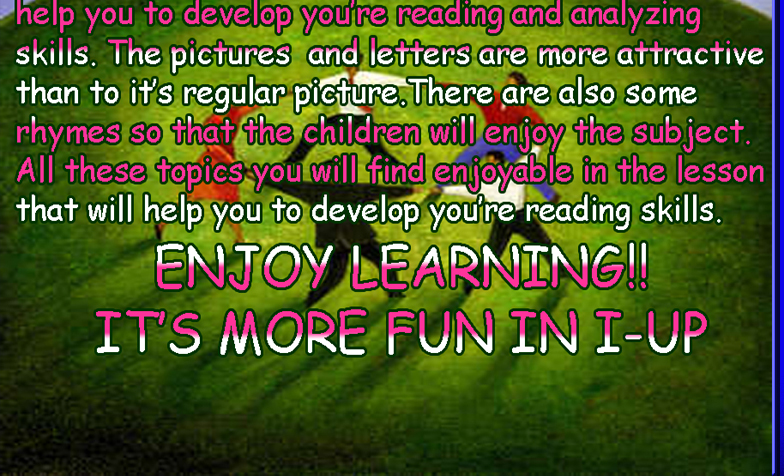 help you to develop you're reading and analyzing
skills. The pictures and letters are more attractive
than to it's regular picture.There are also some
rhymes so that the children will enjoy the subject.
All these topics you will find enjoyable in the lesson
that will help you to develop you're reading skills.
ENJOY LEARNING!!
IT'S MORE FUN IN I-UP